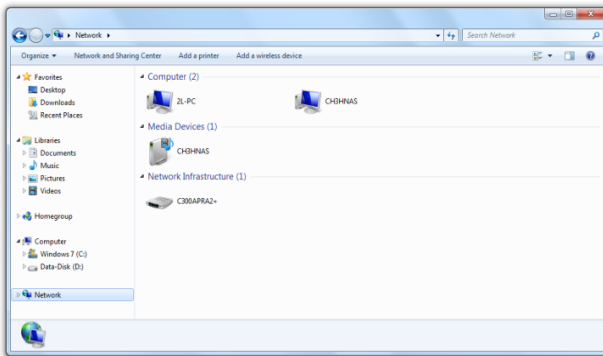 Network
Search Network
Organize
Network and Sharing Center
Add a printer
Add a wireless device
Favorites
Desktop
Downloads
Recent Places
Libraries
Documents
Music
Pictures
Videos
Homegroup
Computer
Windows 7 (C:)
Data-Disk (D:)
Network
Computer (2)
2L-PC
CH3HNAS
Media Devices (1)
CH3HNAS
Network Infrastructure (1)
C300APRA2+